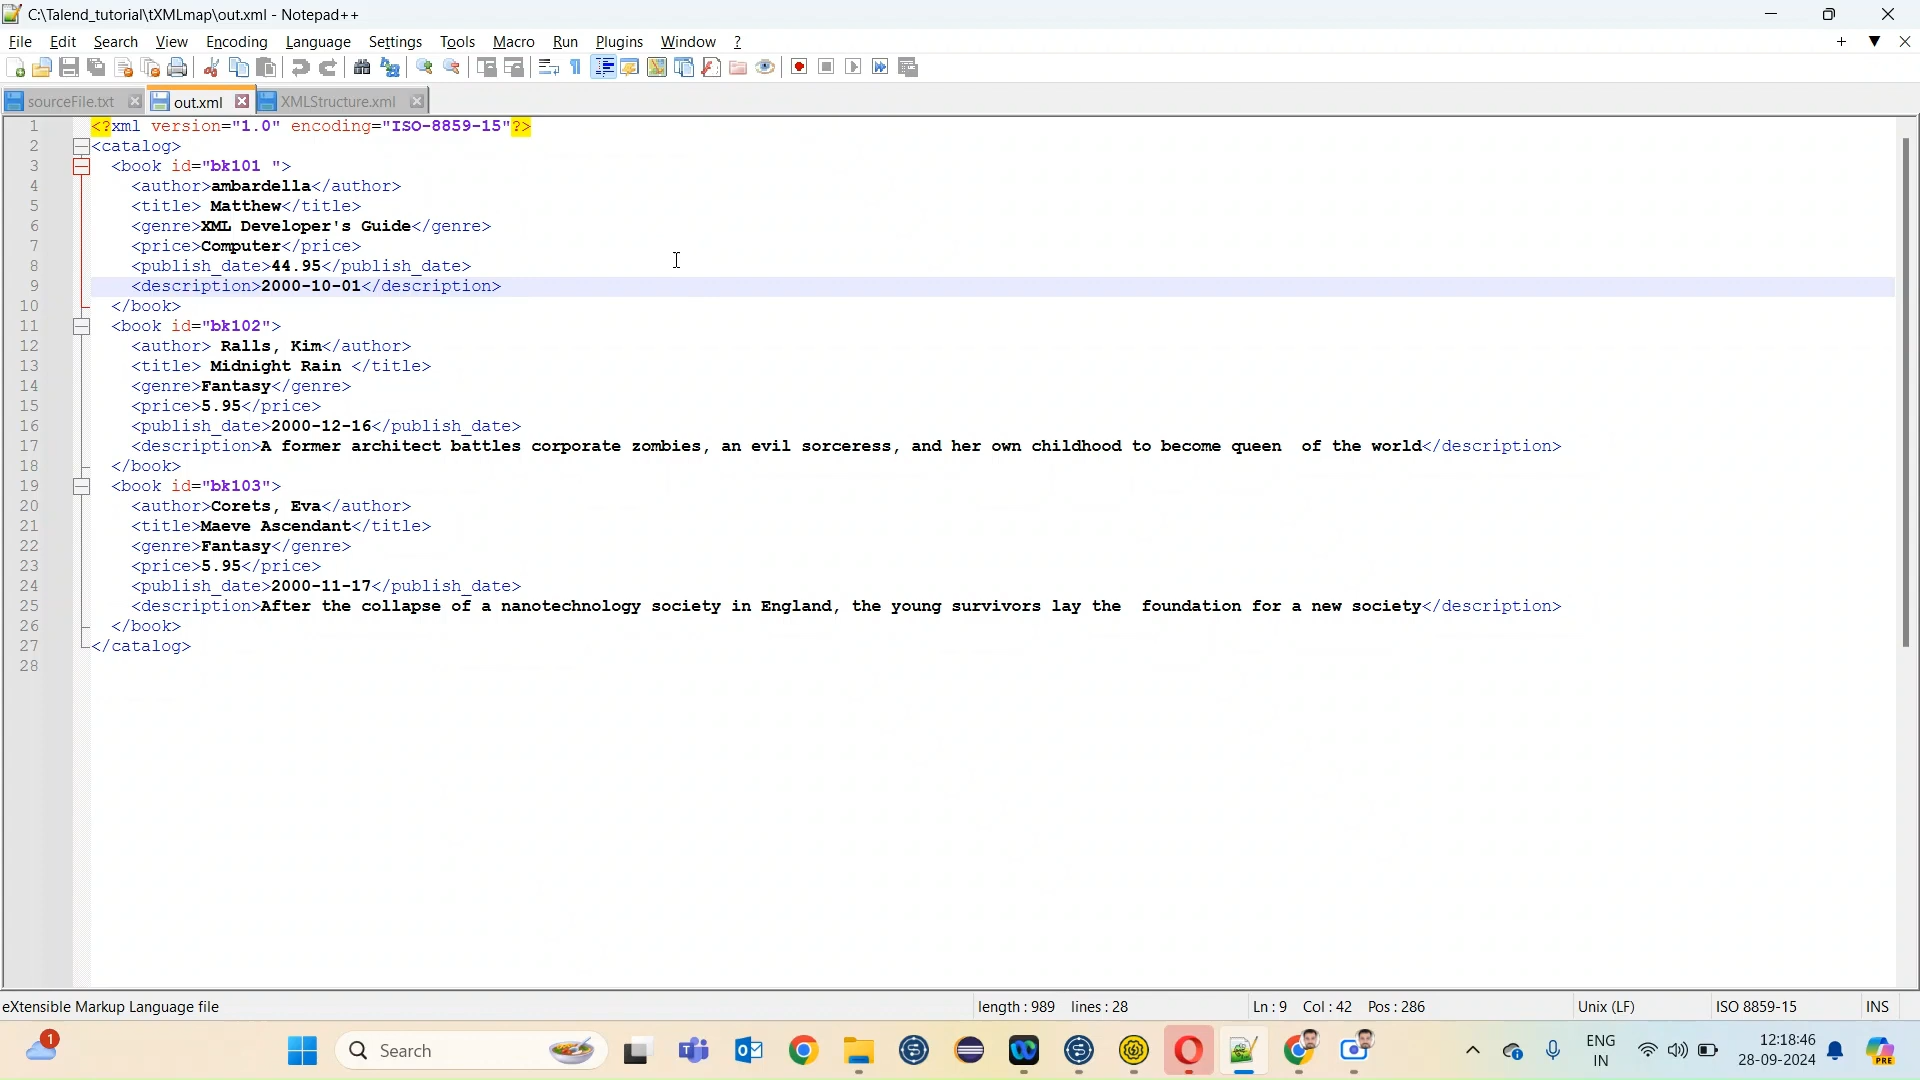 C:\Talend_tutorial\tXMLmap\out.xml - Notepad++
File Edit Search View Encoding Language Settings Tools Macro Run Plugins Window ?
sourceFile.txt out.xml XMLStructure.xml
1 <?xml version="1.0" encoding="ISO-8859-15"?>
2 <catalog>
3 <book id="bk101 ">
4 <author>ambardella</author>
5 <title> Matthew</title>
6 <genre>XML Developer's Guide</genre>
7 <price>Computer</price>
8 <publish_date>44.95</publish_date>
9 <description>2000-10-01</description>
10 </book>
11 <book id="bk102">
12 <author> Ralls, Kim</author>
13 <title> Midnight Rain </title>
14 <genre>Fantasy</genre>
15 <price>5.95</price>
16 <publish_date>2000-12-16</publish_date>
17 <description>A former architect battles corporate zombies, an evil sorceress, and her own childhood to become queen  of the world</description>
18 </book>
19 <book id="bk103">
20 <author>Corets, Eva</author>
21 <title>Maeve Ascendant</title>
22 <genre>Fantasy</genre>
23 <price>5.95</price>
24 <publish_date>2000-11-17</publish_date>
25 <description>After the collapse of a nanotechnology society in England, the young survivors lay the  foundation for a new society</description>
26 </book>
27 </catalog>
28
eXtensible Markup Language file length : 989 lines : 28 Ln : 9 Col : 42 Pos : 286 Unix (LF) ISO 8859-15 INS
1 Search ENG IN 12:18:46 28-09-2024 PRE